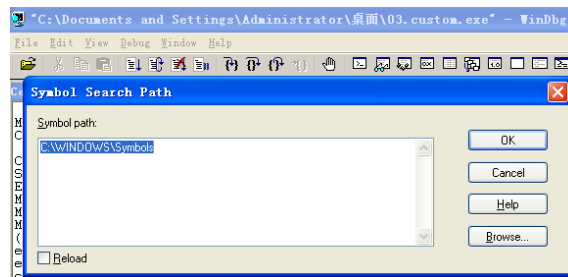 "C:\Documents and Settings\Administrator\桌面\03.custom.exe" - WinDbg
File Edit View Debug Window Help
Symbol Search Path
Symbol path:
C:\WINDOWS\Symbols
OK
Cancel
Help
Browse...
Reload